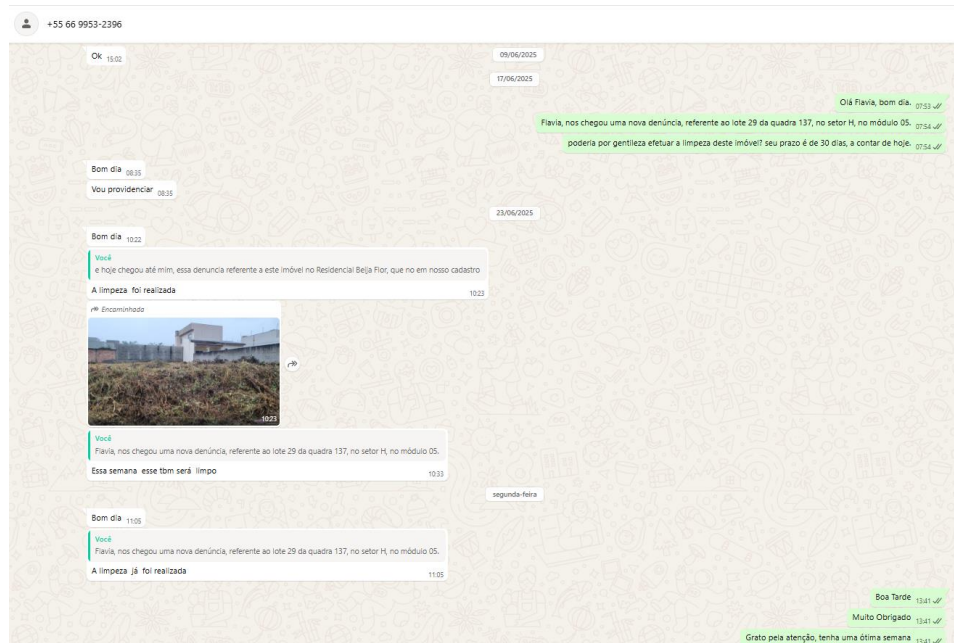 +55 66 9953-2396
Ok 15:02
09/06/2025
17/06/2025
Olá Flavia, bom dia. 07:53
Flavia, nos chegou uma nova denúncia, referente ao lote 29 da quadra 137, no setor H, no módulo 05. 07:54
poderia por gentileza efetuar a limpeza deste imóvel? seu prazo é de 30 dias, a contar de hoje. 07:54
Bom dia 08:35
Vou providenciar 08:35
23/06/2025
Bom dia 10:22
Você
e hoje chegou até mim, essa denuncia referente a este imóvel no Residencial Beija Flor, que no em nosso cadastro
A limpeza foi realizada 10:23
Encaminhada
10:23
Você
Flavia, nos chegou uma nova denúncia, referente ao lote 29 da quadra 137, no setor H, no módulo 05.
Essa semana esse tbm será limpo 10:33
segunda-feira
Bom dia 11:05
Você
Flavia, nos chegou uma nova denúncia, referente ao lote 29 da quadra 137, no setor H, no módulo 05.
A limpeza já foi realizada 11:05
Boa Tarde 13:41
Muito Obrigado 13:41
Grato pela atenção, tenha uma ótima semana 13:41